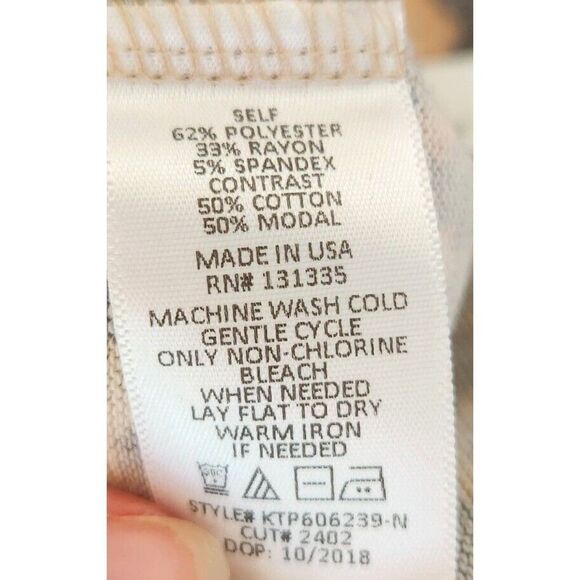 SELF
62% POLYESTER
33% RAYON
5% SPANDEX
CONTRAST
50% COTTON
50% MODAL
MADE IN USA
RN# 131335
MACHINE WASH COLD
GENTLE CYCLE
ONLY NON-CHLORINE
BLEACH
WHEN NEEDED
LAY FLAT TO DRY
WARM IRON
IF NEEDED
STYLE# KTP606239-N
CUT# 2402
DOP: 10/2018